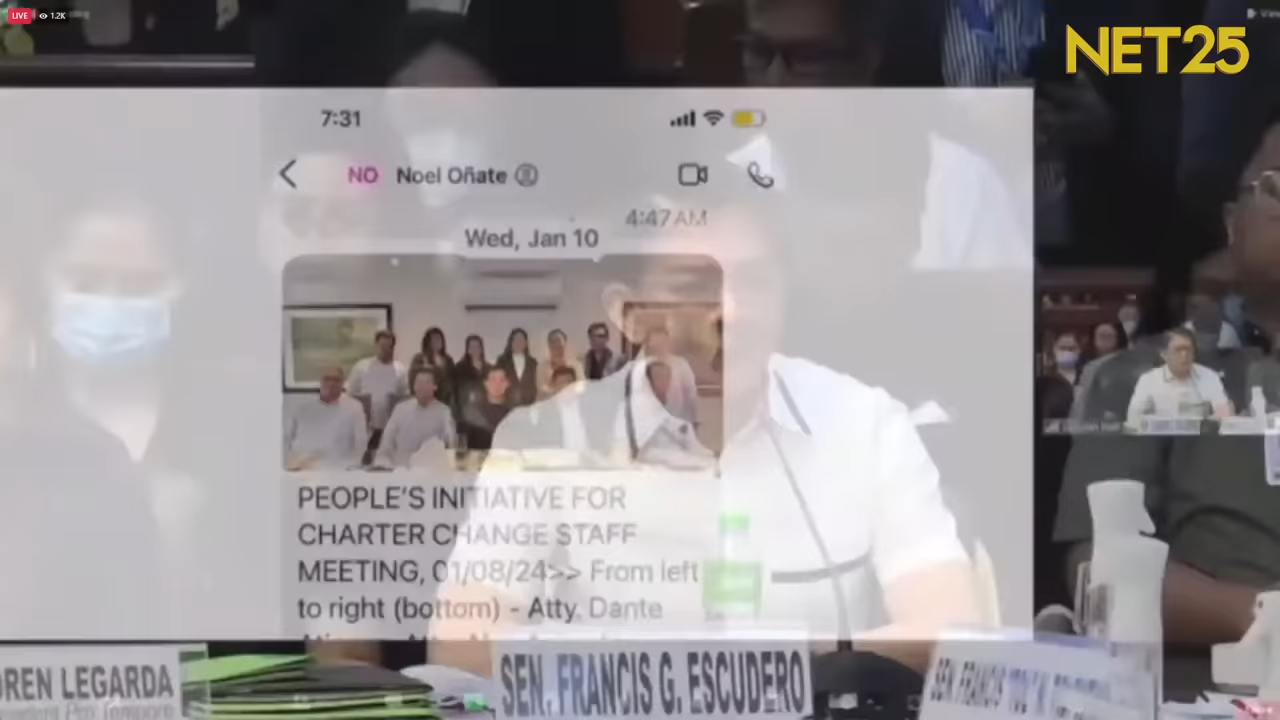 LIVE 1.2K
NET25
7:31
NO Noel Oñate
4:47 AM
Wed, Jan 10
PEOPLE'S INITIATIVE FOR
CHARTER CHANGE STAFF
MEETING, 01/08/24>> From left
to right (bottom) - Atty. Dante
OREN LEGARDA
SEN. FRANCIS G. ESCUDERO
SEN. FRANCIS